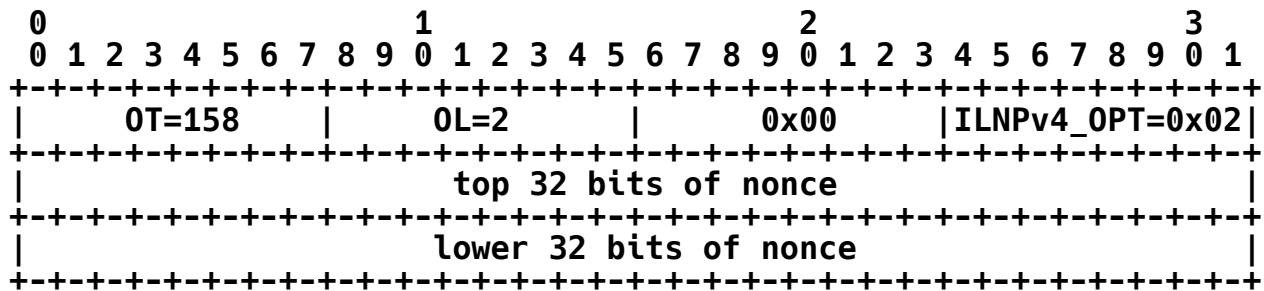 0                   1                   2                   3
 0 1 2 3 4 5 6 7 8 9 0 1 2 3 4 5 6 7 8 9 0 1 2 3 4 5 6 7 8 9 0 1
+-+-+-+-+-+-+-+-+-+-+-+-+-+-+-+-+-+-+-+-+-+-+-+-+-+-+-+-+-+-+-+-+
|     OT=158    |     OL=2      |      0x00     |ILNPv4_OPT=0x02|
+-+-+-+-+-+-+-+-+-+-+-+-+-+-+-+-+-+-+-+-+-+-+-+-+-+-+-+-+-+-+-+-+
|                      top 32 bits of nonce                     |
+-+-+-+-+-+-+-+-+-+-+-+-+-+-+-+-+-+-+-+-+-+-+-+-+-+-+-+-+-+-+-+-+
|                     lower 32 bits of nonce                    |
+-+-+-+-+-+-+-+-+-+-+-+-+-+-+-+-+-+-+-+-+-+-+-+-+-+-+-+-+-+-+-+-+